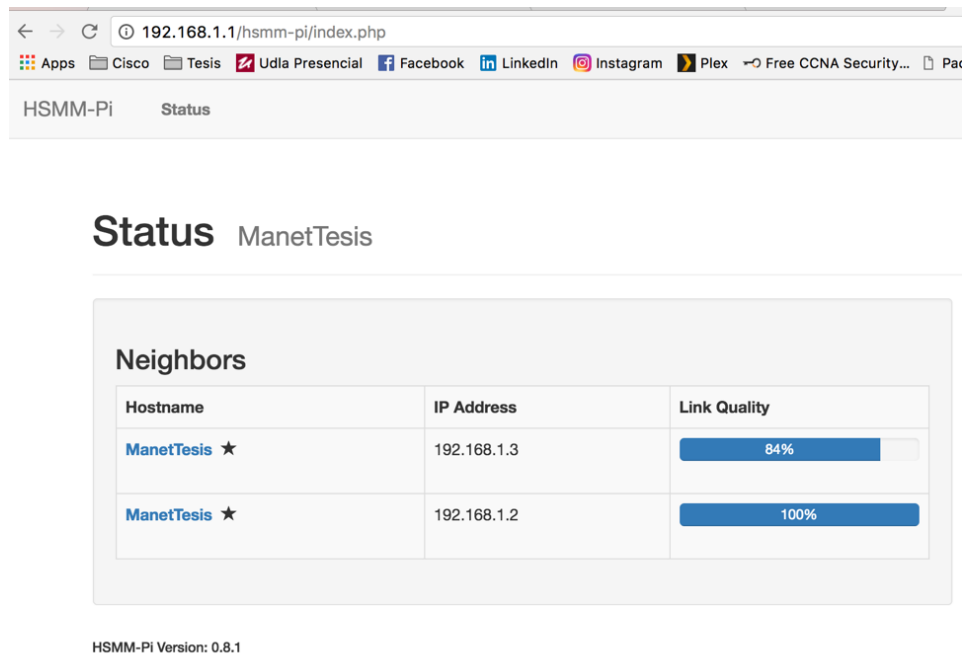 192.168.1.1/hsmm-pi/index.php
Apps Cisco Tesis Udla Presencial Facebook LinkedIn Instagram Plex Free CCNA Security...
HSMM-Pi Status
Status ManetTesis
Neighbors
Hostname IP Address Link Quality
ManetTesis ★ 192.168.1.3 84%
ManetTesis ★ 192.168.1.2 100%
HSMM-Pi Version: 0.8.1